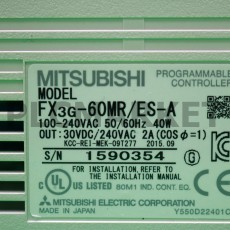 MODEL
MITSUBISHI
PROGRAMMABLE
CONTROLLER
FX3G-60MR/ES-A
100-240VAC 50/60Hz 40W
OUT: 30VDC/240VAC 2A (COSφ=1)
KCC-REI-MEK-09T277 2015.09
S/N 1590354
FOR INSTALLATION, REFER TO
THE INSTALLATION MANUAL
US LISTED 80M1 IND. CONT. EQ.
MITSUBISHI ELECTRIC CORPORATION
MADE IN JAPAN